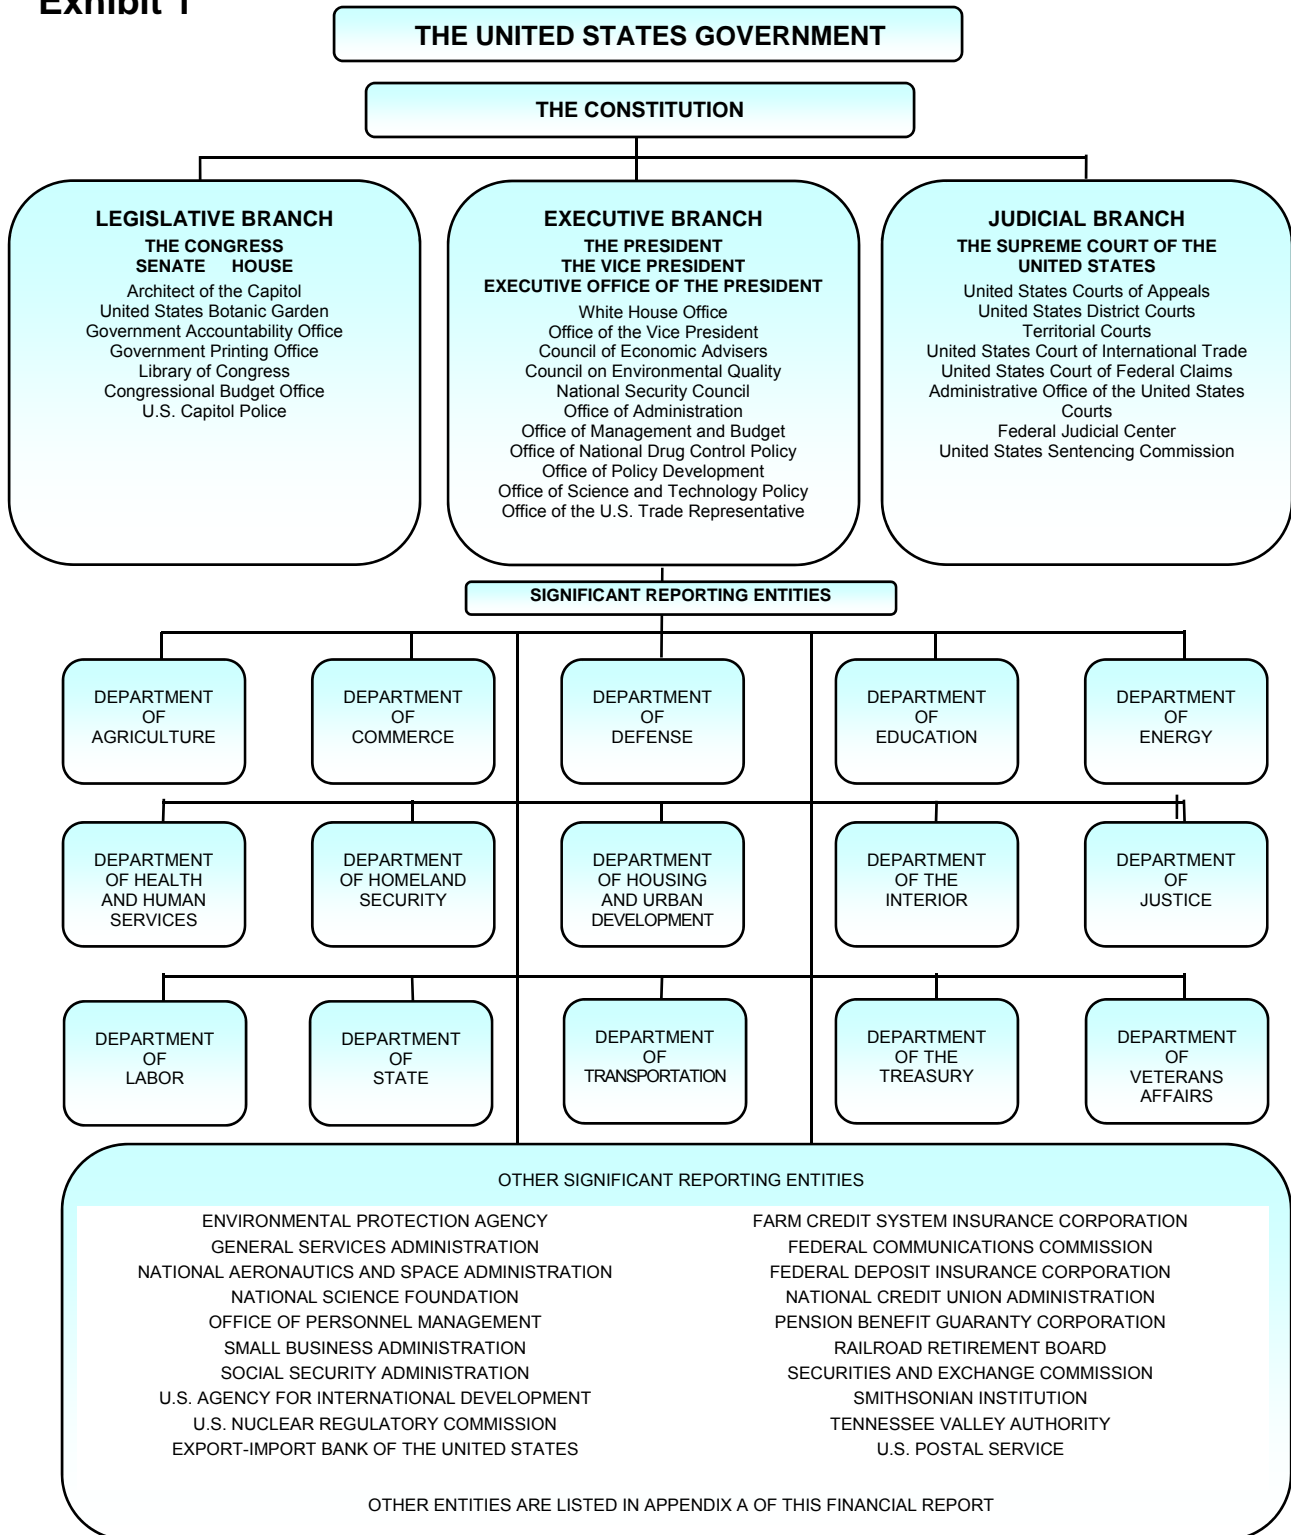 Exhibit 1
THE UNITED STATES GOVERNMENT
THE CONSTITUTION
LEGISLATIVE BRANCH
THE CONGRESS
SENATE HOUSE
Architect of the Capitol
United States Botanic Garden
Government Accountability Office
Government Printing Office
Library of Congress
Congressional Budget Office
U.S. Capitol Police
EXECUTIVE BRANCH
THE PRESIDENT
THE VICE PRESIDENT
EXECUTIVE OFFICE OF THE PRESIDENT
White House Office
Office of the Vice President
Council of Economic Advisers
Council on Environmental Quality
National Security Council
Office of Administration
Office of Management and Budget
Office of National Drug Control Policy
Office of Policy Development
Office of Science and Technology Policy
Office of the U.S. Trade Representative
JUDICIAL BRANCH
THE SUPREME COURT OF THE
UNITED STATES
United States Courts of Appeals
United States District Courts
Territorial Courts
United States Court of International Trade
United States Court of Federal Claims
Administrative Office of the United States
Courts
Federal Judicial Center
United States Sentencing Commission
SIGNIFICANT REPORTING ENTITIES
DEPARTMENT
OF
AGRICULTURE
DEPARTMENT
OF
COMMERCE
DEPARTMENT
OF
DEFENSE
DEPARTMENT
OF
EDUCATION
DEPARTMENT
OF
ENERGY
DEPARTMENT
OF HEALTH
AND HUMAN
SERVICES
DEPARTMENT
OF HOMELAND
SECURITY
DEPARTMENT
OF HOUSING
AND URBAN
DEVELOPMENT
DEPARTMENT
OF THE
INTERIOR
DEPARTMENT
OF
JUSTICE
DEPARTMENT
OF
LABOR
DEPARTMENT
OF
STATE
DEPARTMENT
OF
TRANSPORTATION
DEPARTMENT
OF THE
TREASURY
DEPARTMENT
OF
VETERANS
AFFAIRS
OTHER SIGNIFICANT REPORTING ENTITIES
ENVIRONMENTAL PROTECTION AGENCY
GENERAL SERVICES ADMINISTRATION
NATIONAL AERONAUTICS AND SPACE ADMINISTRATION
NATIONAL SCIENCE FOUNDATION
OFFICE OF PERSONNEL MANAGEMENT
SMALL BUSINESS ADMINISTRATION
SOCIAL SECURITY ADMINISTRATION
U.S. AGENCY FOR INTERNATIONAL DEVELOPMENT
U.S. NUCLEAR REGULATORY COMMISSION
EXPORT-IMPORT BANK OF THE UNITED STATES
FARM CREDIT SYSTEM INSURANCE CORPORATION
FEDERAL COMMUNICATIONS COMMISSION
FEDERAL DEPOSIT INSURANCE CORPORATION
NATIONAL CREDIT UNION ADMINISTRATION
PENSION BENEFIT GUARANTY CORPORATION
RAILROAD RETIREMENT BOARD
SECURITIES AND EXCHANGE COMMISSION
SMITHSONIAN INSTITUTION
TENNESSEE VALLEY AUTHORITY
U.S. POSTAL SERVICE
OTHER ENTITIES ARE LISTED IN APPENDIX A OF THIS FINANCIAL REPORT